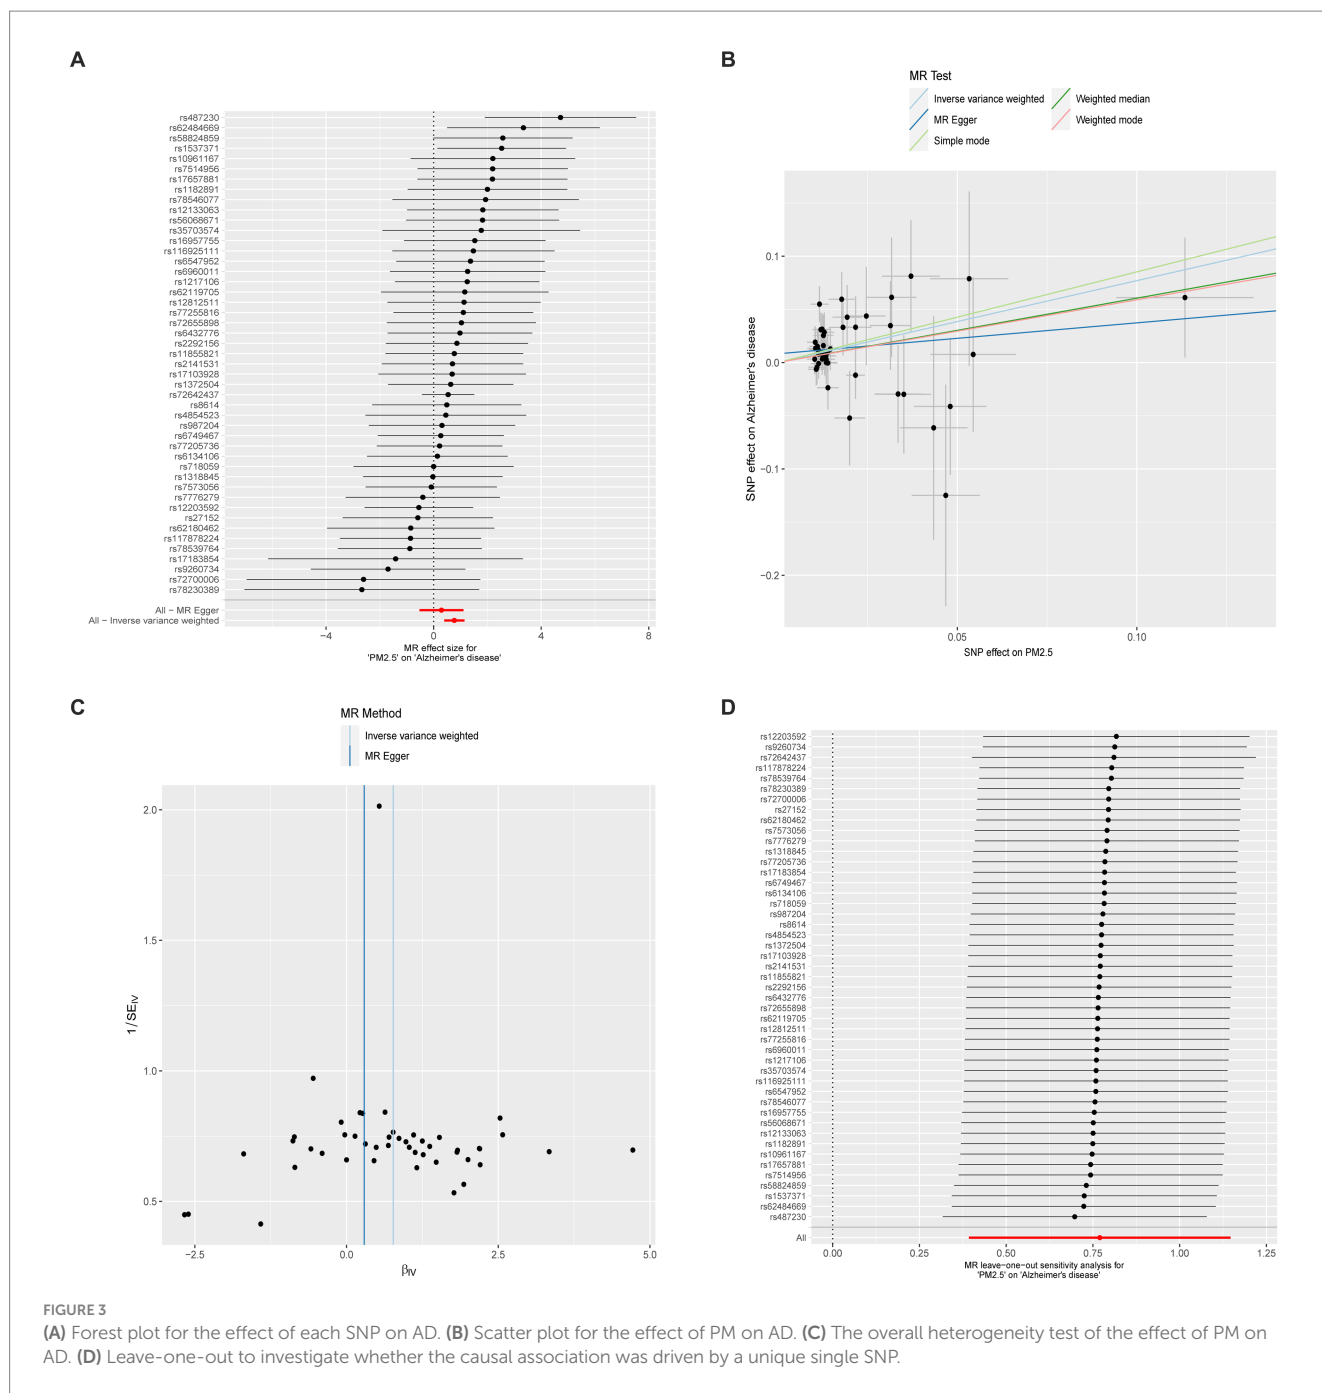 A
rs487230
rs62484669
rs58824859
rs1537371
rs10961167
rs7514956
rs17657881
rs1182891
rs78546077
rs12133063
rs56068671
rs35703574
rs16957755
rs116925111
rs6547952
rs6960011
rs1217106
rs62119705
rs12812511
rs77255816
rs72655898
rs6432776
rs2292156
rs11855821
rs2141531
rs17103928
rs1372504
rs72642437
rs8614
rs4854523
rs987204
rs6749467
rs77205736
rs6134106
rs718059
rs1318845
rs7573056
rs7776279
rs12203592
rs27152
rs62180462
rs117878224
rs78539764
rs17183854
rs9260734
rs72700006
rs78230389
All − MR Egger
All − Inverse variance weighted
−4 0 4 8
MR effect size for
'PM2.5' on 'Alzheimer's disease'
B
MR Test
Inverse variance weighted
MR Egger
Simple mode
Weighted median
Weighted mode
SNP effect on Alzheimer's disease
0.1
0.0
−0.1
−0.2
0.05 0.10
SNP effect on PM2.5
C
MR Method
Inverse variance weighted
MR Egger
1/SEIV
2.0
1.5
1.0
0.5
−2.5 0.0 2.5 5.0
βIV
D
rs12203592
rs9260734
rs72642437
rs117878224
rs78539764
rs78230389
rs72700006
rs27152
rs62180462
rs7573056
rs7776279
rs1318845
rs77205736
rs17183854
rs6749467
rs6134106
rs718059
rs987204
rs8614
rs4854523
rs1372504
rs17103928
rs2141531
rs11855821
rs2292156
rs6432776
rs72655898
rs62119705
rs12812511
rs77255816
rs6960011
rs1217106
rs35703574
rs116925111
rs6547952
rs78546077
rs16957755
rs56068671
rs12133063
rs1182891
rs10961167
rs17657881
rs7514956
rs58824859
rs1537371
rs62484669
rs487230
All
0.00 0.25 0.50 0.75 1.00 1.25
MR leave−one−out sensitivity analysis for
'PM2.5' on 'Alzheimer's disease'
FIGURE 3
(A) Forest plot for the effect of each SNP on AD. (B) Scatter plot for the effect of PM on AD. (C) The overall heterogeneity test of the effect of PM on
AD. (D) Leave-one-out to investigate whether the causal association was driven by a unique single SNP.